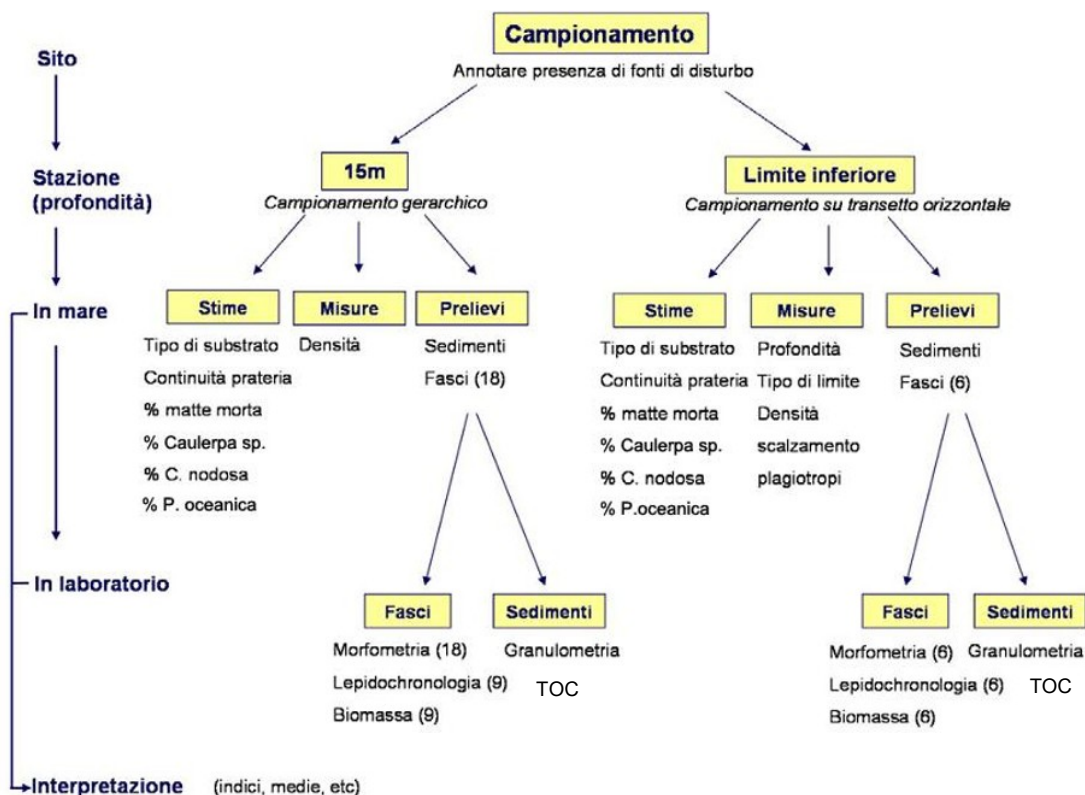 Campionamento
Sito
Annotare presenza di fonti di disturbo
15m
Limite inferiore
Stazione
(profondità)
Campionamento gerarchico
Campionamento su transetto orizzontale
In mare
Stime
Misure
Prelievi
Stime
Misure
Prelievi
Tipo di substrato
Densità
Sedimenti
Tipo di substrato
Profondità
Sedimenti
Continuità prateria
Fasci (18)
Continuità prateria
Tipo di limite
Fasci (6)
% matte morta
% matte morta
Densità
% Caulerpa sp.
% Caulerpa sp.
scalzamento
% C. nodosa
% C. nodosa
plagiotropi
% P. oceanica
% P.oceanica
In laboratorio
Fasci
Sedimenti
Fasci
Sedimenti
Morfometria (18)
Granulometria
Morfometria (6)
Granulometria
Lepidochronologia (9)
TOC
Lepidochronologia (6)
TOC
Biomassa (9)
Biomassa (6)
Interpretazione
(indici, medie, etc)